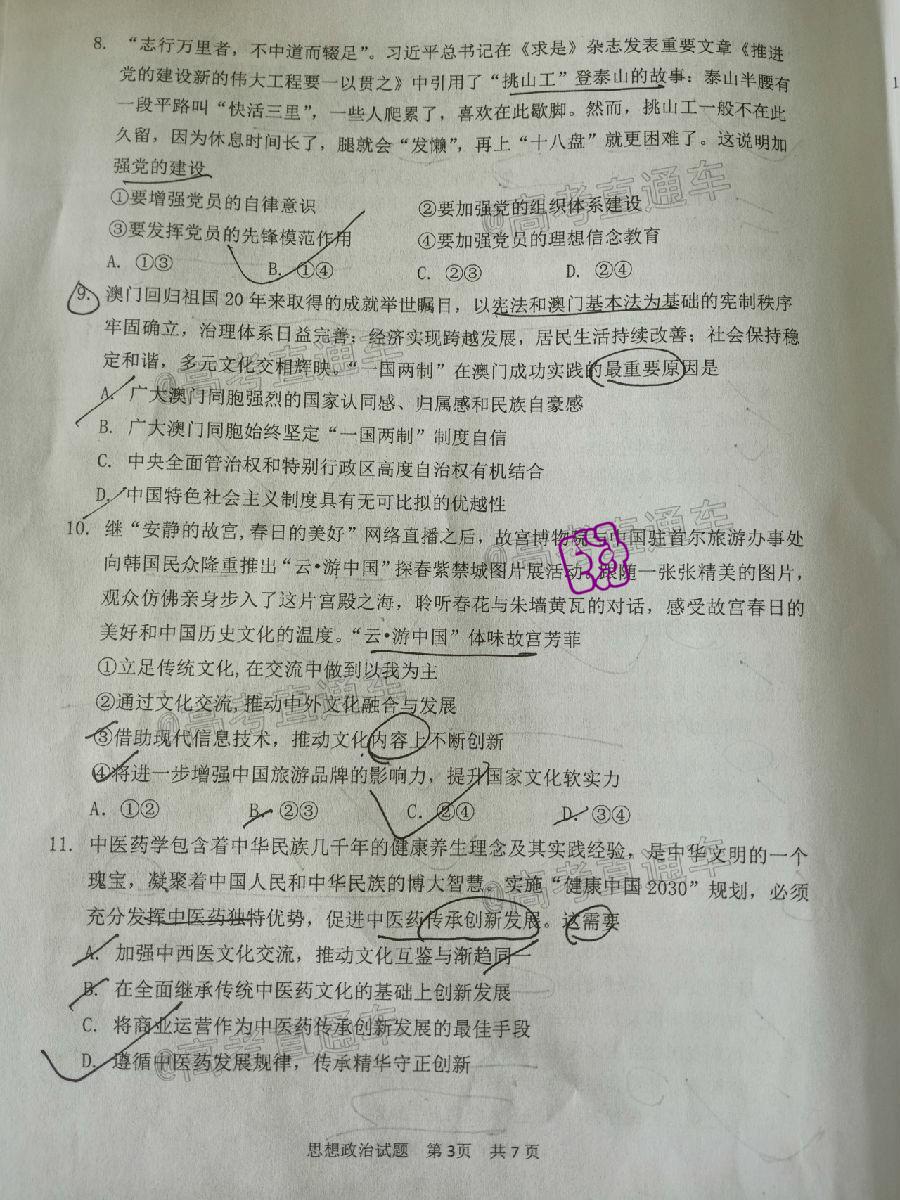 8. “志行万里者，不中道而辍足”。习近平总书记在《求是》杂志发表重要文章《推进
党的建设新的伟大工程要一以贯之》中引用了“挑山工”登泰山的故事：泰山半腰有
一段平路叫“快活三里”，一些人爬累了，喜欢在此歇脚。然而，挑山工一般不在此
久留，因为休息时间长了，腿就会“发懒”，再上“十八盘”就更困难了。这说明加
强党的建设
①要增强党员的自律意识 ②要加强党的组织体系建设
③要发挥党员的先锋模范作用 ④要加强党员的理想信念教育
A. ①③ B. ①④ C. ②③ D. ②④
9. 澳门回归祖国 20 年来取得的成就举世瞩目，以宪法和澳门基本法为基础的宪制秩序
牢固确立，治理体系日益完善；经济实现跨越发展，居民生活持续改善；社会保持稳
定和谐，多元文化交相辉映。“一国两制”在澳门成功实践的最重要原因是
A. 广大澳门同胞强烈的国家认同感、归属感和民族自豪感
B. 广大澳门同胞始终坚定“一国两制”制度自信
C. 中央全面管治权和特别行政区高度自治权有机结合
D. 中国特色社会主义制度具有无可比拟的优越性
10. 继“安静的故宫，春日的美好”网络直播之后，故宫博物 中国驻首尔旅游办事处
向韩国民众隆重推出“云•游中国”探春紫禁城图片展活动。跟随一张张精美的图片，
观众仿佛亲身步入了这片宫殿之海，聆听春花与朱墙黄瓦的对话，感受故宫春日的
美好和中国历史文化的温度。“云•游中国”体味故宫芳菲
①立足传统文化，在交流中做到以我为主
②通过文化交流，推动中外文化融合与发展
③借助现代信息技术，推动文化内容上不断创新
④将进一步增强中国旅游品牌的影响力，提升国家文化软实力
A. ①② B. ②③ C. ②④ D. ③④
11. 中医药学包含着中华民族几千年的健康养生理念及其实践经验，是中华文明的一个
瑰宝，凝聚着中国人民和中华民族的博大智慧。实施“健康中国 2030”规划，必须
充分发挥中医药独特优势，促进中医药传承创新发展。这需要
A. 加强中西医文化交流，推动文化互鉴与渐趋同一
B. 在全面继承传统中医药文化的基础上创新发展
C. 将商业运营作为中医药传承创新发展的最佳手段
D. 遵循中医药发展规律，传承精华守正创新
思想政治试题 第 3页 共 7 页
@高考直通车
@高考直通车
@高考直通车
@高考直通车
@高考直通车
@高考直通车